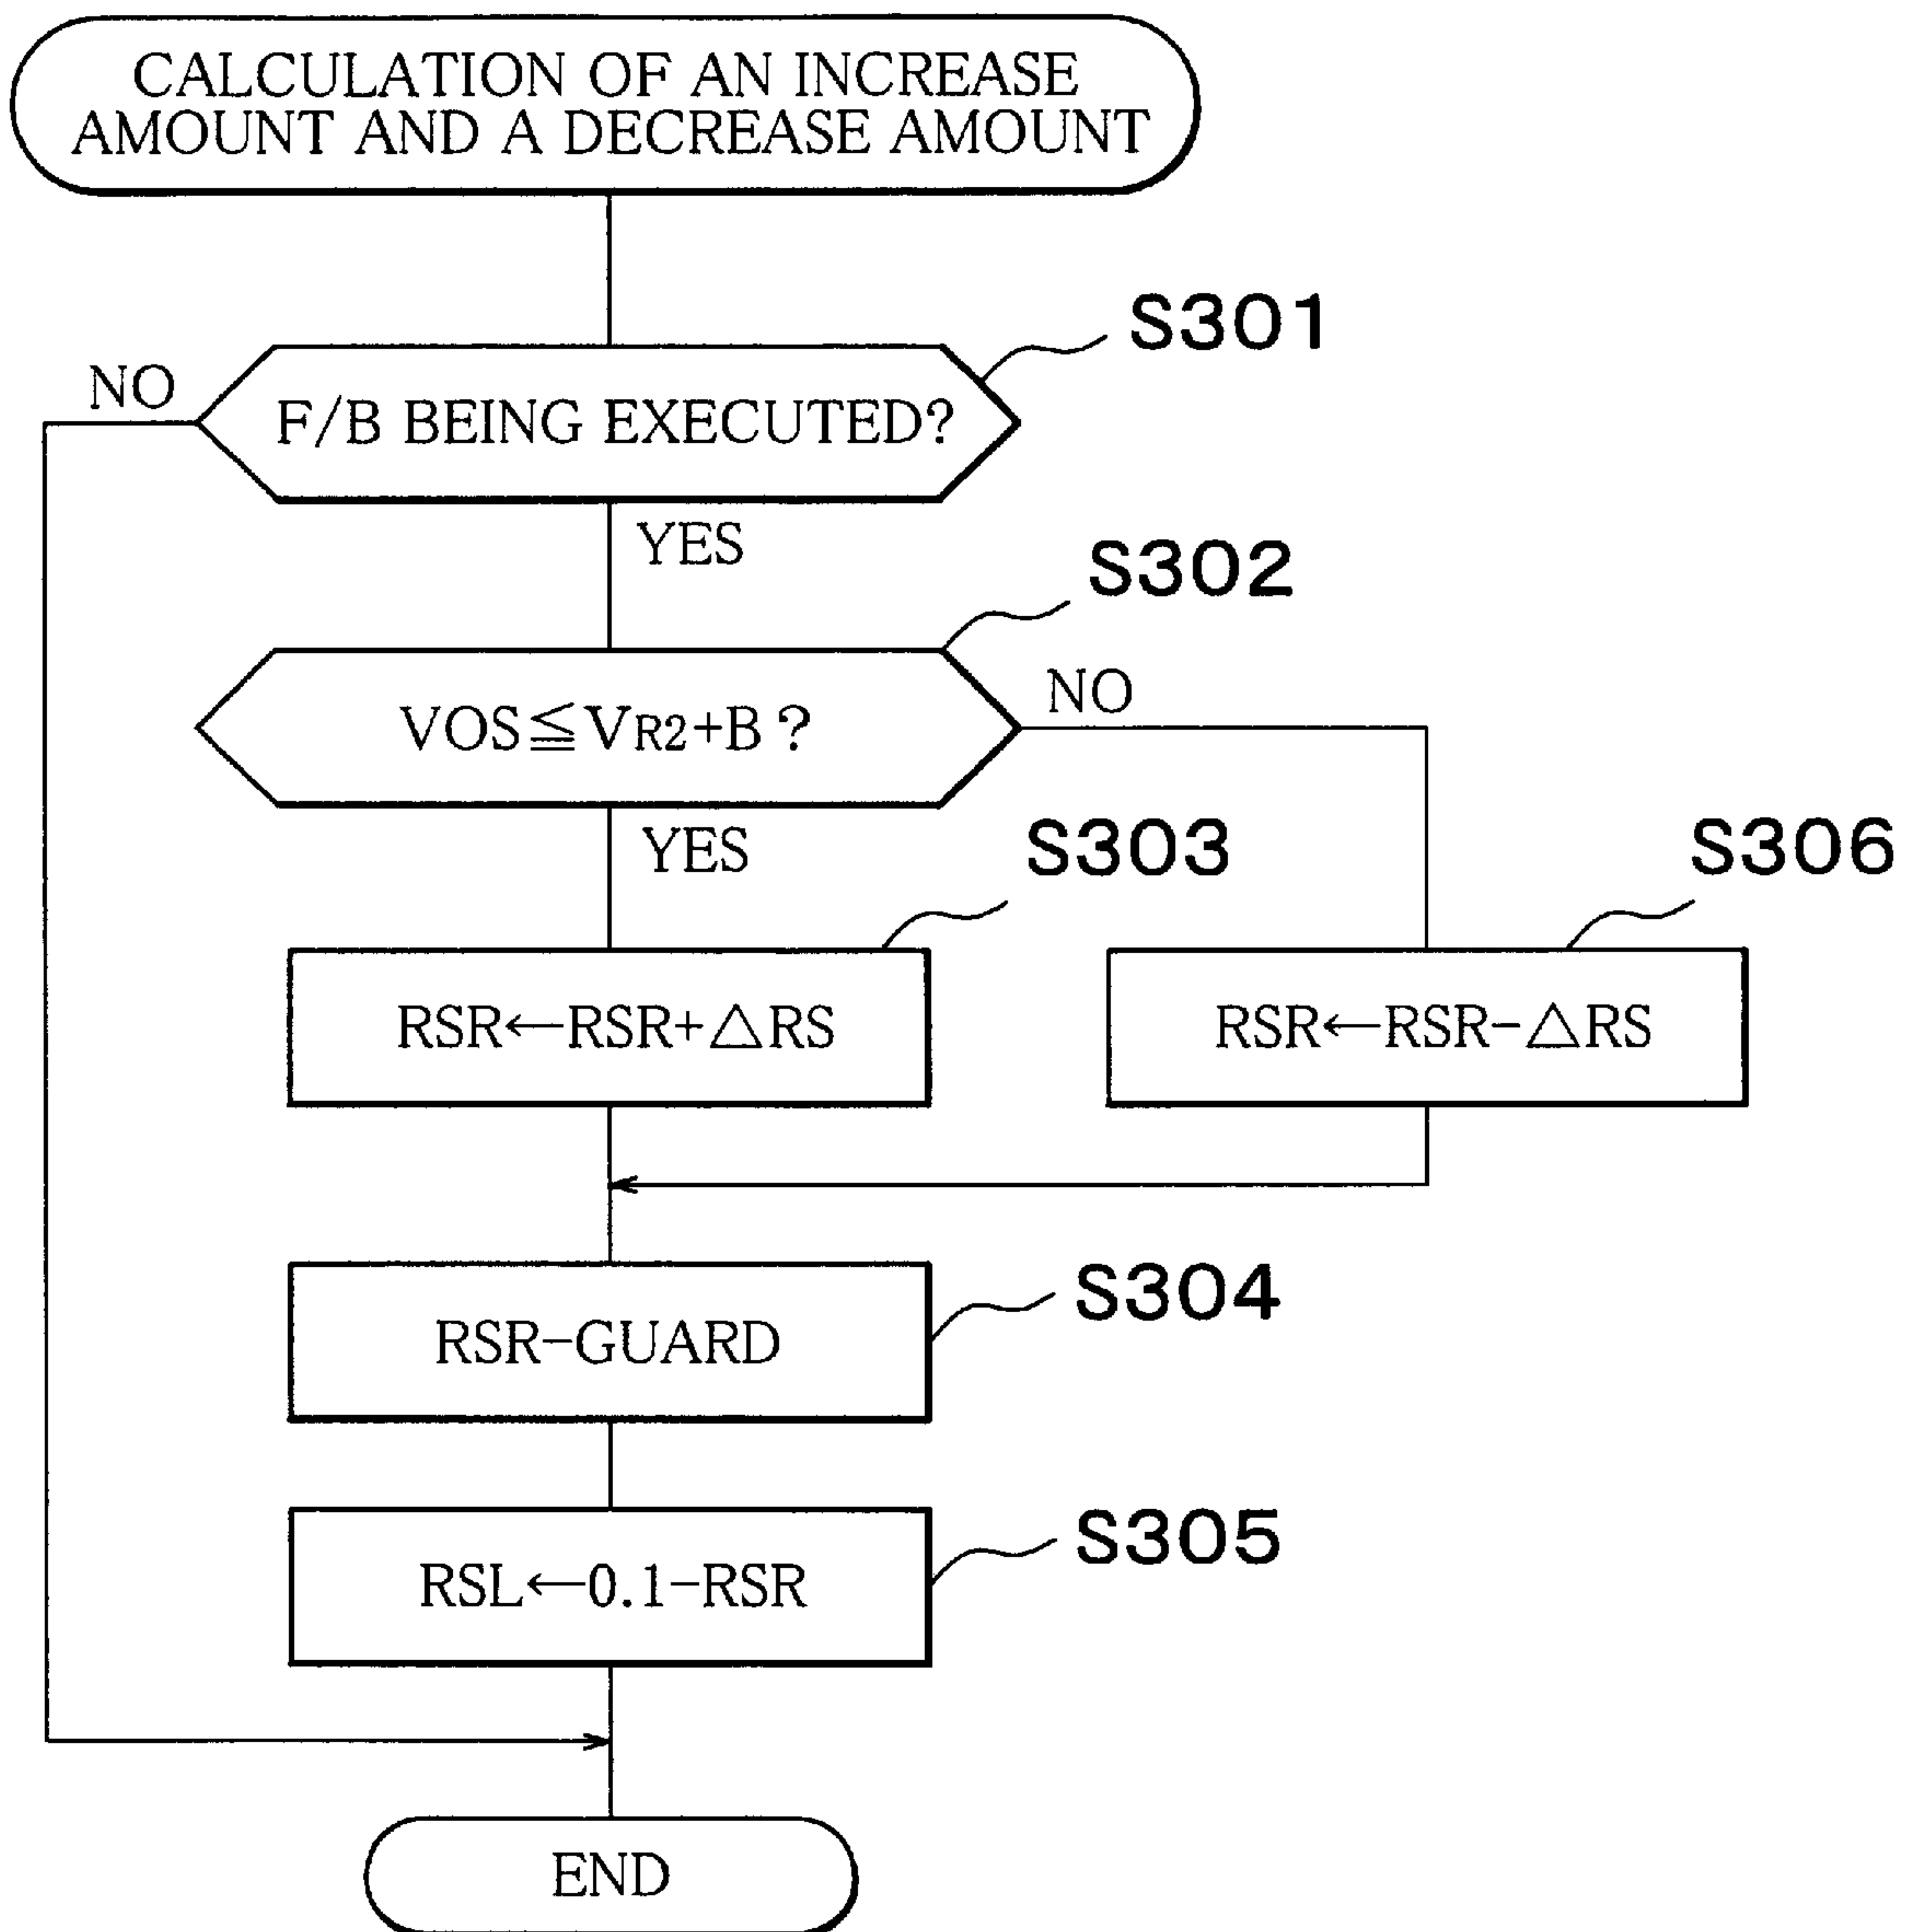 CALCULATION OF AN INCREASE
AMOUNT AND A DECREASE AMOUNT
S301
NO
F/B BEING EXECUTED?
YES
S302
NO
VOS≦VR2+B ?
YES
S303
S306
RSR←RSR+△RS
RSR←RSR-△RS
S304
RSR-GUARD
S305
RSL←0.1-RSR
END